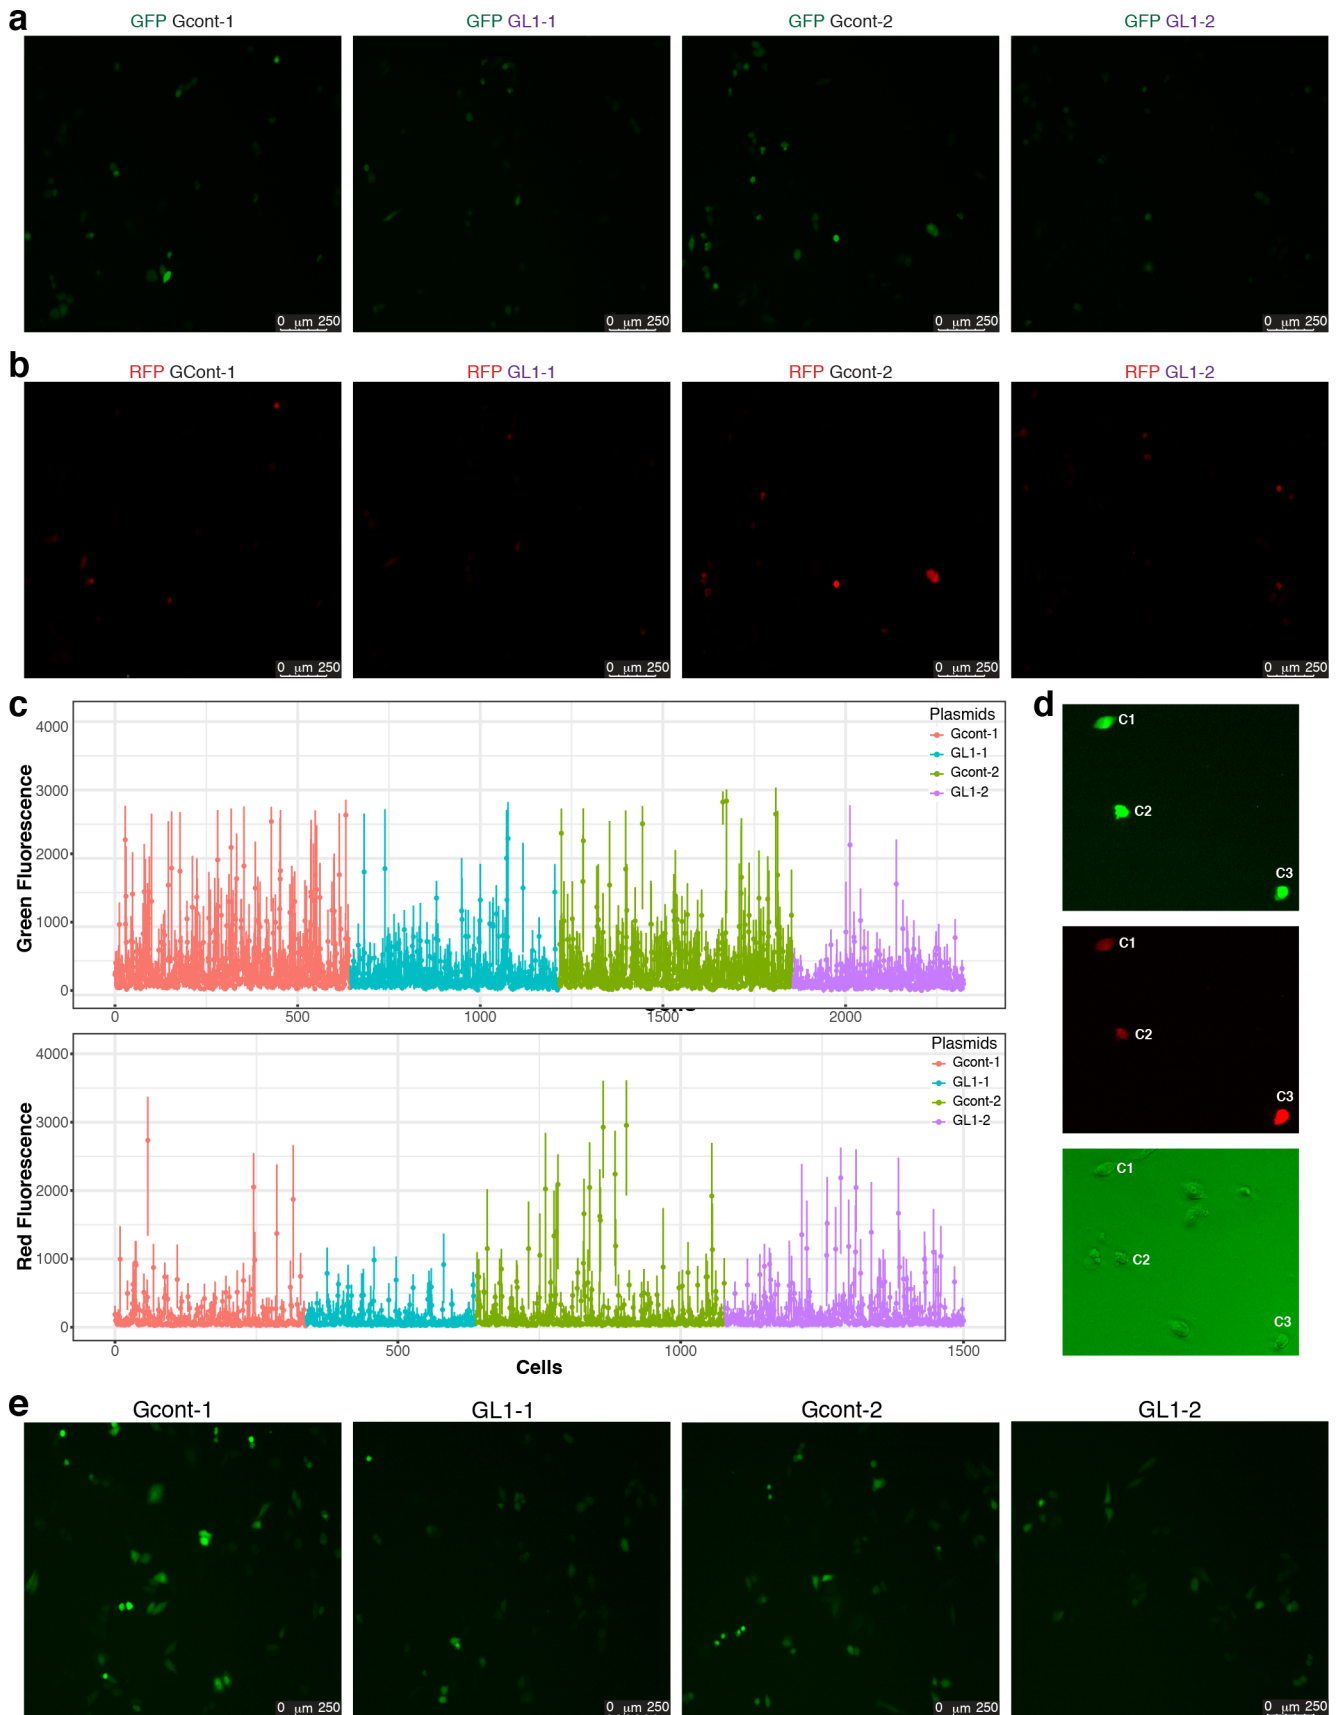 a
GFP Gcont-1
GFP GL1-1
GFP Gcont-2
GFP GL1-2
0 µm 250
0 µm 250
0 µm 250
0 µm 250
b
RFP GCont-1
RFP GL1-1
RFP Gcont-2
RFP GL1-2
0 µm 250
0 µm 250
0 µm 250
0 µm 250
c
Green Fluorescence
4000
3000
2000
1000
0
0
500
1000
1500
2000
Plasmids
Gcont-1
GL1-1
Gcont-2
GL1-2
Red Fluorescence
4000
3000
2000
1000
0
0
500
1000
1500
Cells
Plasmids
Gcont-1
GL1-1
Gcont-2
GL1-2
d
C1
C2
C3
C1
C2
C3
C1
C2
C3
e
Gcont-1
GL1-1
Gcont-2
GL1-2
0 µm 250
0 µm 250
0 µm 250
0 µm 250